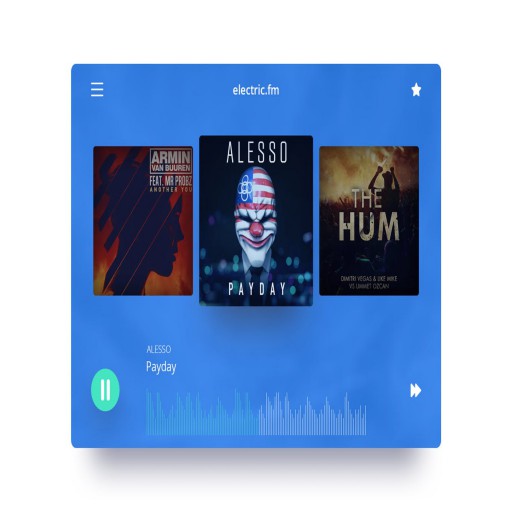 electric.fm
ARMIN
VAN BUUREN
FEAT. MR PROBZ
ANOTHER YOU
ALESSO
PAYDAY
THE
HUM
DIMITRI VEGAS & LIKE MIKE
VS UMMET OZCAN
ALESSO
Payday